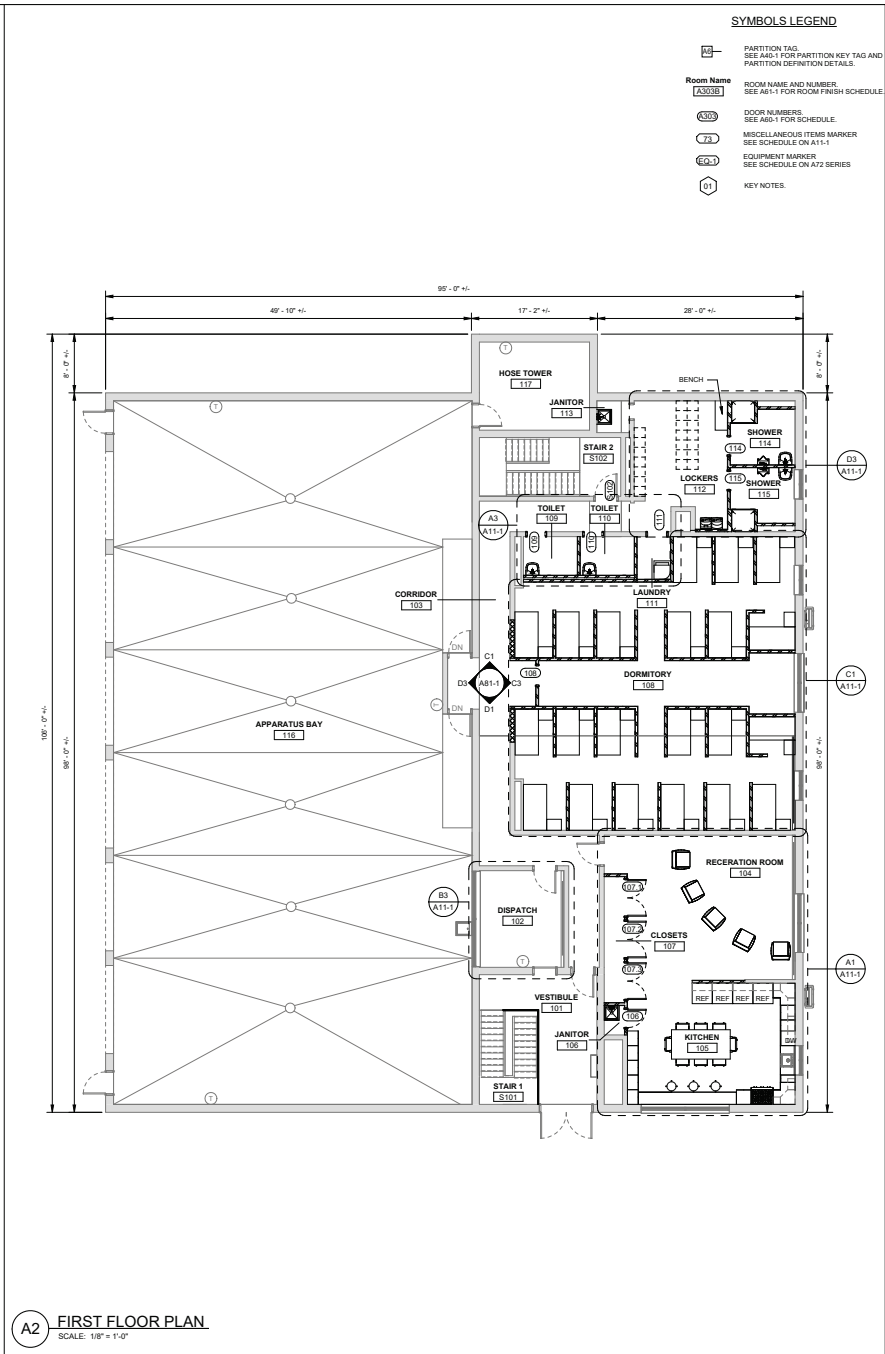 SYMBOLS LEGEND
A6
PARTITION TAG.
SEE A40-1 FOR PARTITION KEY TAG AND
PARTITION DEFINITION DETAILS.
Room Name
A303B
ROOM NAME AND NUMBER.
SEE A61-1 FOR ROOM FINISH SCHEDULE.
A303
DOOR NUMBERS.
SEE A60-1 FOR SCHEDULE.
73
MISCELLANEOUS ITEMS MARKER
SEE SCHEDULE ON A11-1
EQ-1
EQUIPMENT MARKER
SEE SCHEDULE ON A72 SERIES
01
KEY NOTES.
95' - 0" +/-
49' - 10" +/-
17' - 2" +/-
28' - 0" +/-
8' - 0" +/-
8' - 0" +/-
106' - 0" +/-
98' - 0" +/-
98' - 0" +/-
T
HOSE TOWER
117
JANITOR
113
BENCH
T
SHOWER
114
114
STAIR 2
S102
S102
LOCKERS
112
115
SHOWER
115
D3
A11-1
A3
A11-1
TOILET
109
TOILET
110
111
109
110
CORRIDOR
103
LAUNDRY
111
DN
C1
D3
A81-1
C3
D1
DN
108
DORMITORY
108
C1
A11-1
T
APPARATUS BAY
116
RECERATION ROOM
104
107.1
B3
A11-1
DISPATCH
102
107.2
CLOSETS
107
107.3
T
A1
A11-1
VESTIBULE
101
REF
REF
REF
REF
106
JANITOR
106
KITCHEN
105
DW
STAIR 1
S101
T
A2
FIRST FLOOR PLAN
SCALE: 1/8" = 1'-0"